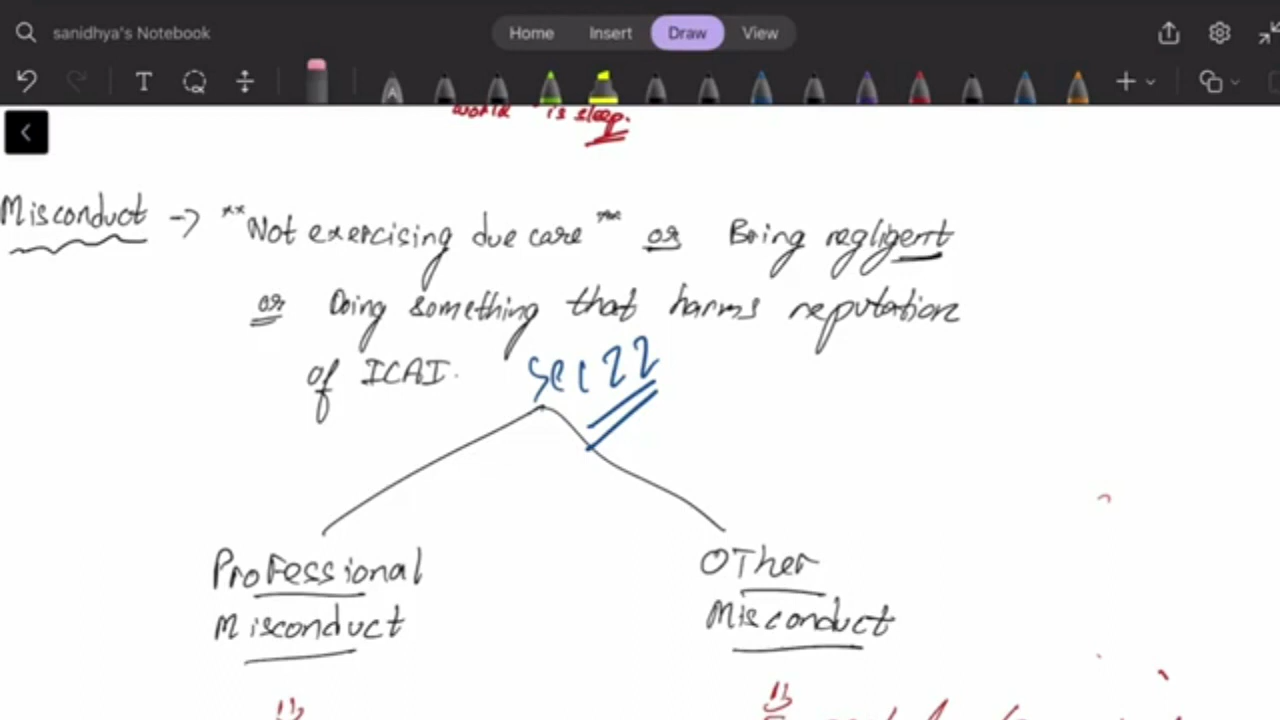 sanidhya's Notebook
Home Insert Draw View
T
A
world is sleep.
Misconduct → ** Not exercising due care ** or Being negligent
or Doing something that harms reputation
of ICAI.
Sec 22
Professional
Misconduct
OTher
Misconduct